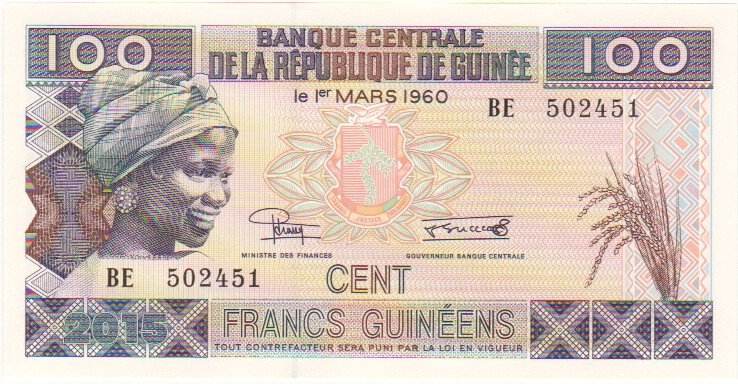 100
BANQUE CENTRALE
100
DE LA RÉPUBLIQUE DE GUINÉE
le 1er MARS 1960
BE 502451
JUSTICE
MINISTRE DES FINANCES
GOUVERNEUR BANQUE CENTRALE
BE 502451
CENT
2015
FRANCS GUINÉENS
100
TOUT CONTREFACTEUR SERA PUNI PAR LA LOI EN VIGUEUR